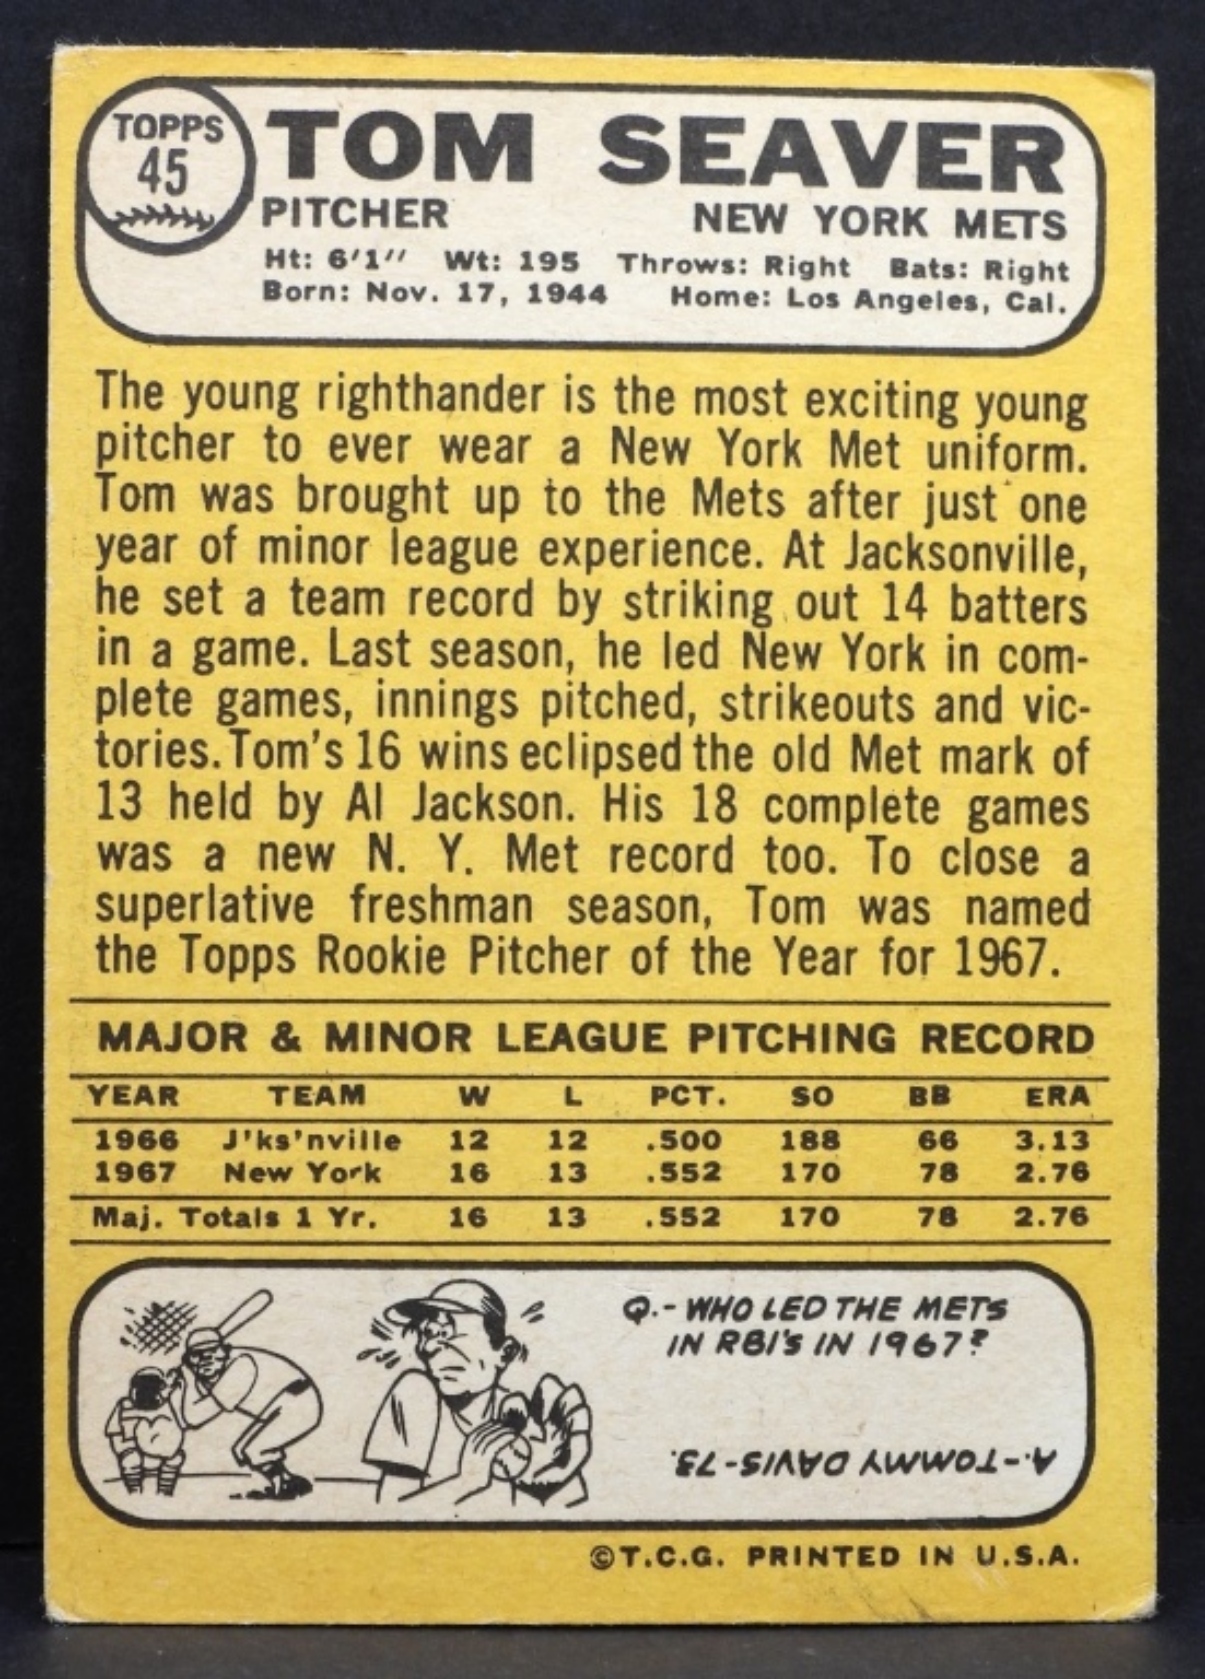 TOPPS
45
TOM SEAVER
PITCHER NEW YORK METS
Ht: 6'1" Wt: 195 Throws: Right Bats: Right
Born: Nov. 17, 1944 Home: Los Angeles, Cal.
The young righthander is the most exciting young
pitcher to ever wear a New York Met uniform.
Tom was brought up to the Mets after just one
year of minor league experience. At Jacksonville,
he set a team record by striking out 14 batters
in a game. Last season, he led New York in com-
plete games, innings pitched, strikeouts and vic-
tories. Tom's 16 wins eclipsed the old Met mark of
13 held by Al Jackson. His 18 complete games
was a new N. Y. Met record too. To close a
superlative freshman season, Tom was named
the Topps Rookie Pitcher of the Year for 1967.
MAJOR & MINOR LEAGUE PITCHING RECORD
YEAR TEAM W L PCT. SO BB ERA
1966 J'ks'nville 12 12 .500 188 66 3.13
1967 New York 16 13 .552 170 78 2.76
Maj. Totals 1 Yr. 16 13 .552 170 78 2.76
Q.- WHO LED THE METS
IN RBI'S IN 1967?
A.- TOMMY DAVIS-73.
©T.C.G. PRINTED IN U.S.A.